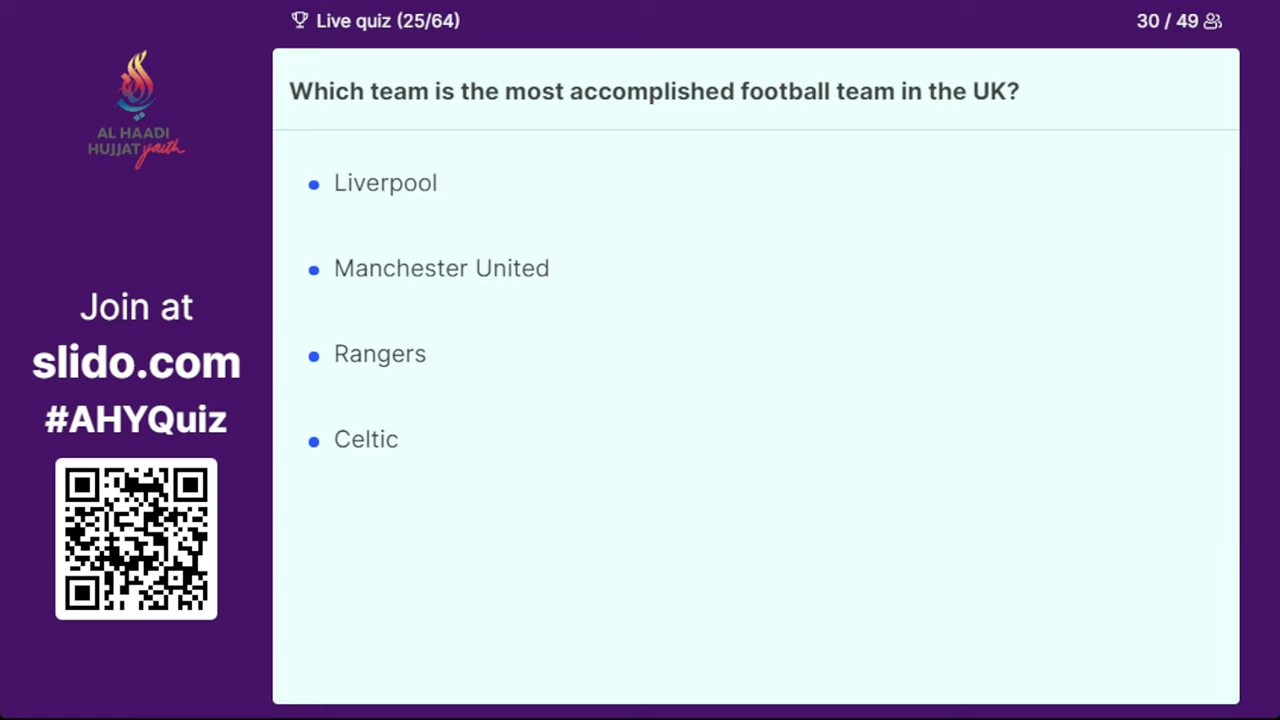 Live quiz (25/64)
30 / 49
AL HAADI
HUJJAT youth
Which team is the most accomplished football team in the UK?
Liverpool
Manchester United
Rangers
Celtic
Join at
slido.com
#AHYQuiz